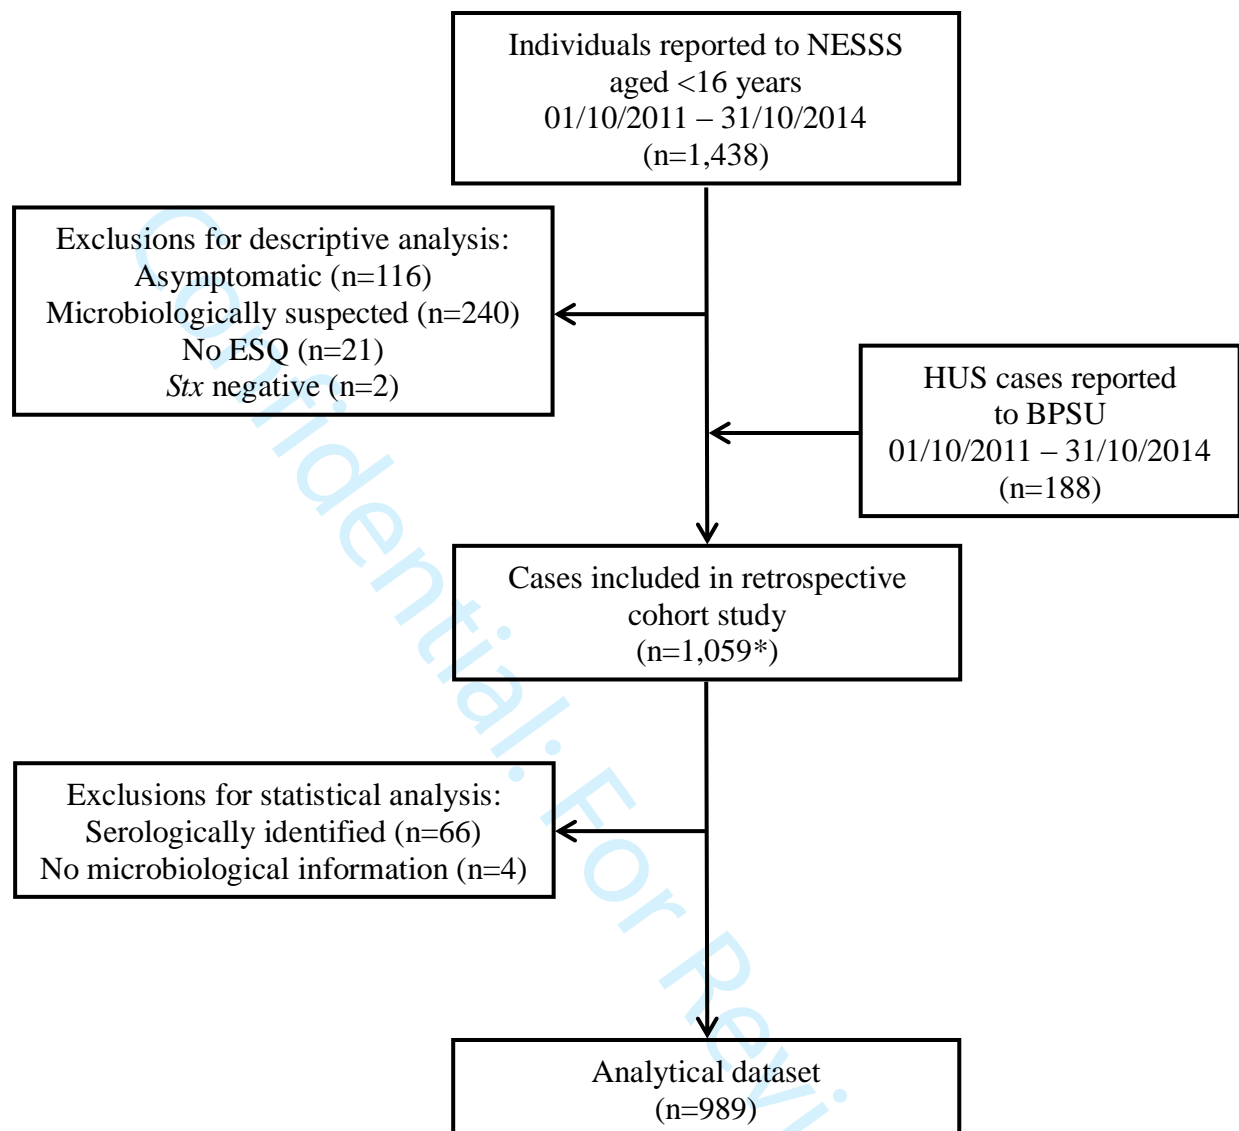 Individuals reported to NESSS
aged <16 years
01/10/2011 – 31/10/2014
(n=1,438)
Exclusions for descriptive analysis:
Asymptomatic (n=116)
Microbiologically suspected (n=240)
No ESQ (n=21)
Stx negative (n=2)
HUS cases reported
to BPSU
01/10/2011 – 31/10/2014
(n=188)
Cases included in retrospective
cohort study
(n=1,059*)
Exclusions for statistical analysis:
Serologically identified (n=66)
No microbiological information (n=4)
Analytical dataset
(n=989)
Confidential: For Revi